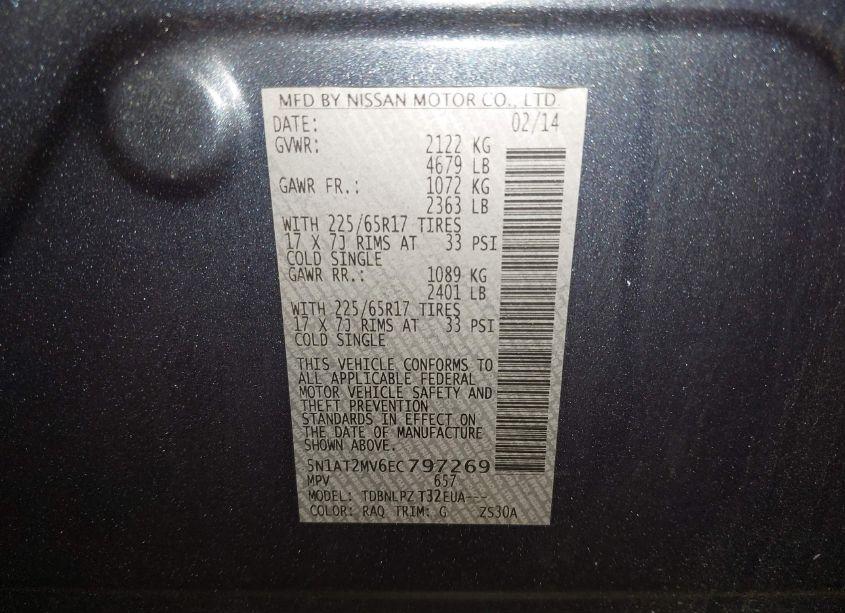 MFD BY NISSAN MOTOR CO., LTD
DATE: 02/14
GVWR: 2122 KG
4679 LB
GAWR FR.: 1072 KG
2363 LB
WITH 225/65R17 TIRES
17 X 7J RIMS AT 33 PSI
COLD SINGLE
GAWR RR.: 1089 KG
2401 LB
WITH 225/65R17 TIRES
17 X 7J RIMS AT 33 PSI
COLD SINGLE
THIS VEHICLE CONFORMS TO
ALL APPLICABLE FEDERAL
MOTOR VEHICLE SAFETY AND
THEFT PREVENTION
STANDARDS IN EFFECT ON
THE DATE OF MANUFACTURE
SHOWN ABOVE.
5N1AT2MV6EC797269
MPV 657
MODEL: TDBNLPZ T32EUA---
COLOR: RAQ TRIM: G ZS30A